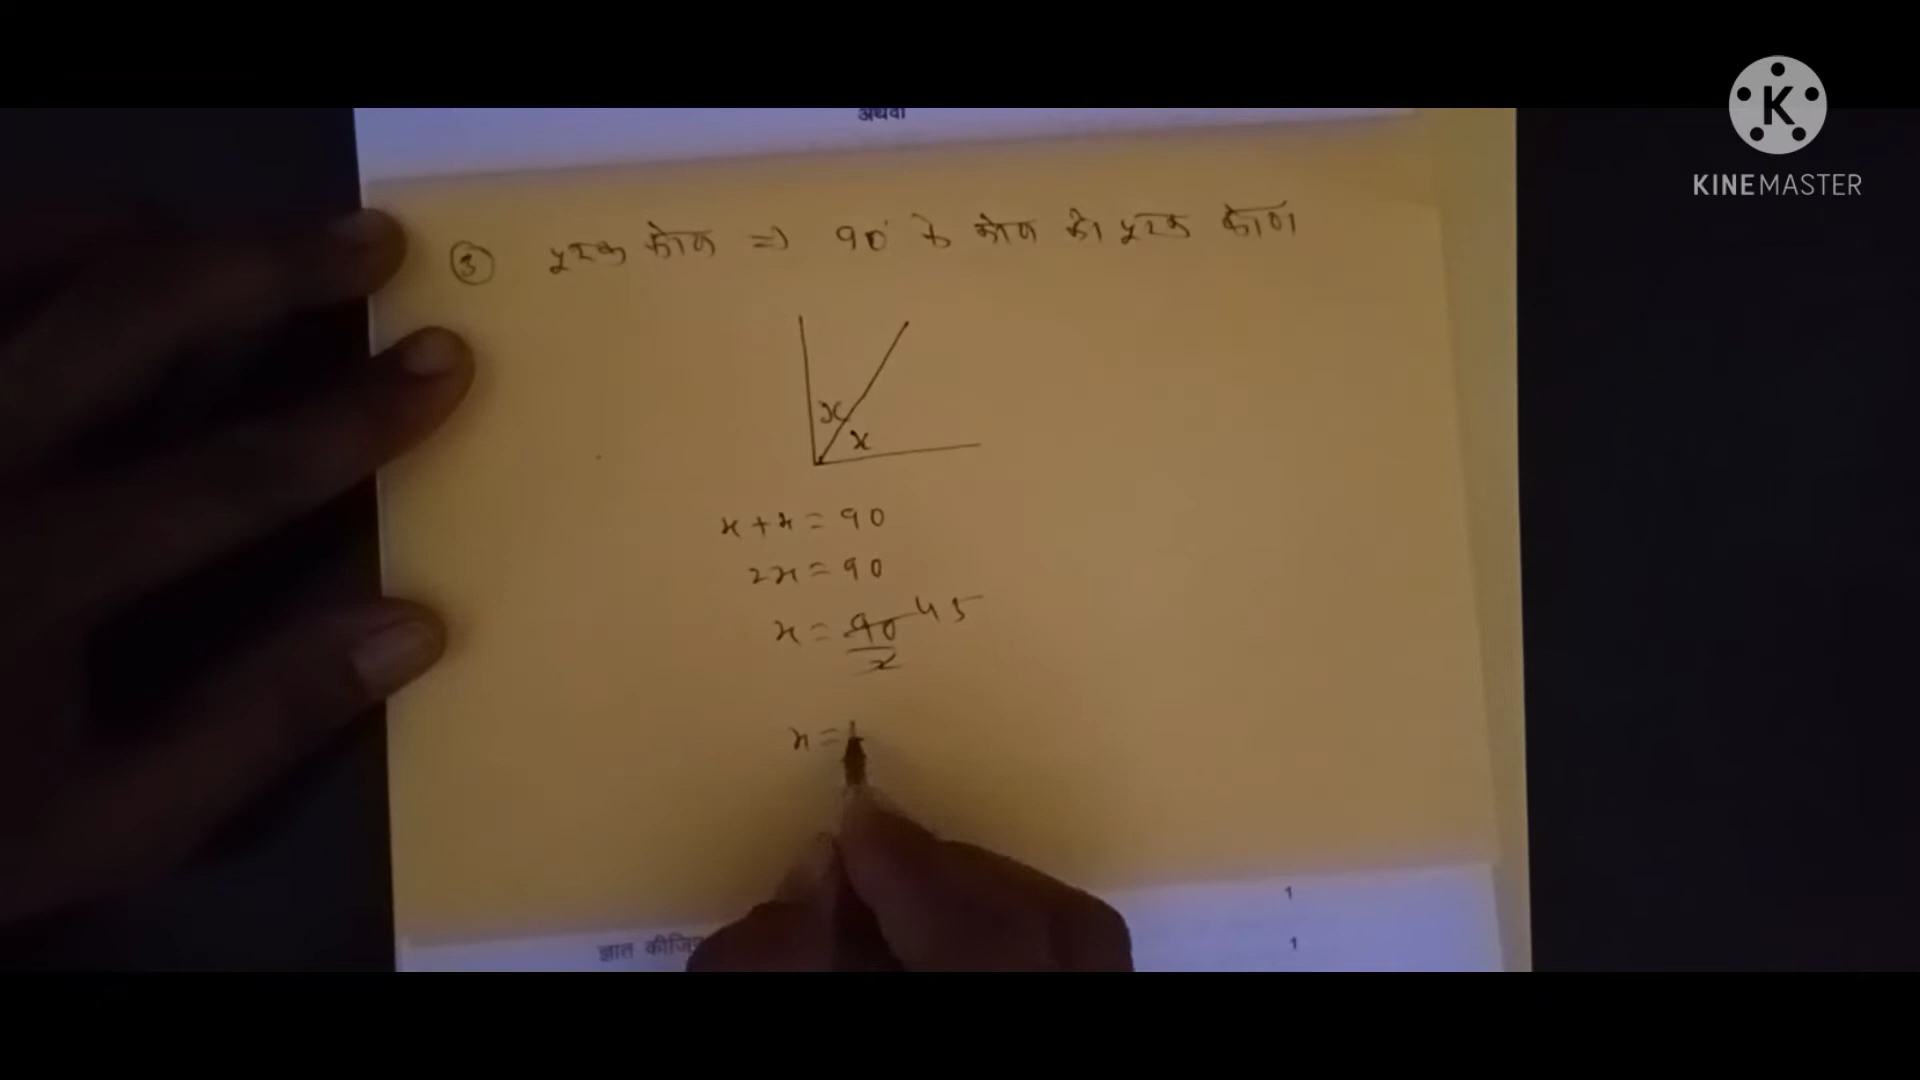 अथवा
③ पूरक कोण ⇒ 90° के कोण को पूरक कोण
x
x
x + x = 90
2x = 90
x = 90/2 45
x =
ज्ञात कीजि
1
1
K
KINEMASTER